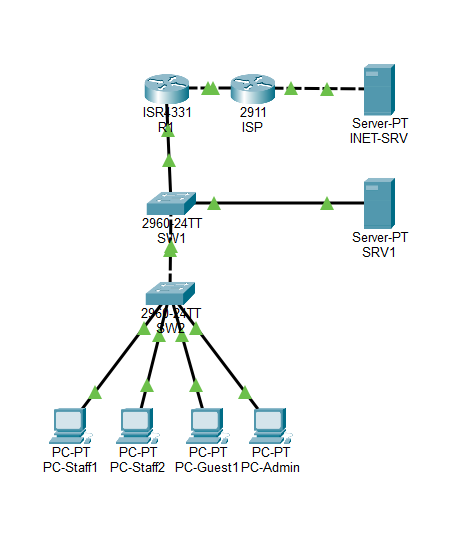 ISR4331
R1
2911
ISP
Server-PT
INET-SRV
2960-24TT
SW1
Server-PT
SRV1
2960-24TT
SW2
PC-PT
PC-Staff1
PC-PT
PC-Staff2
PC-PT
PC-Guest1
PC-PT
PC-Admin